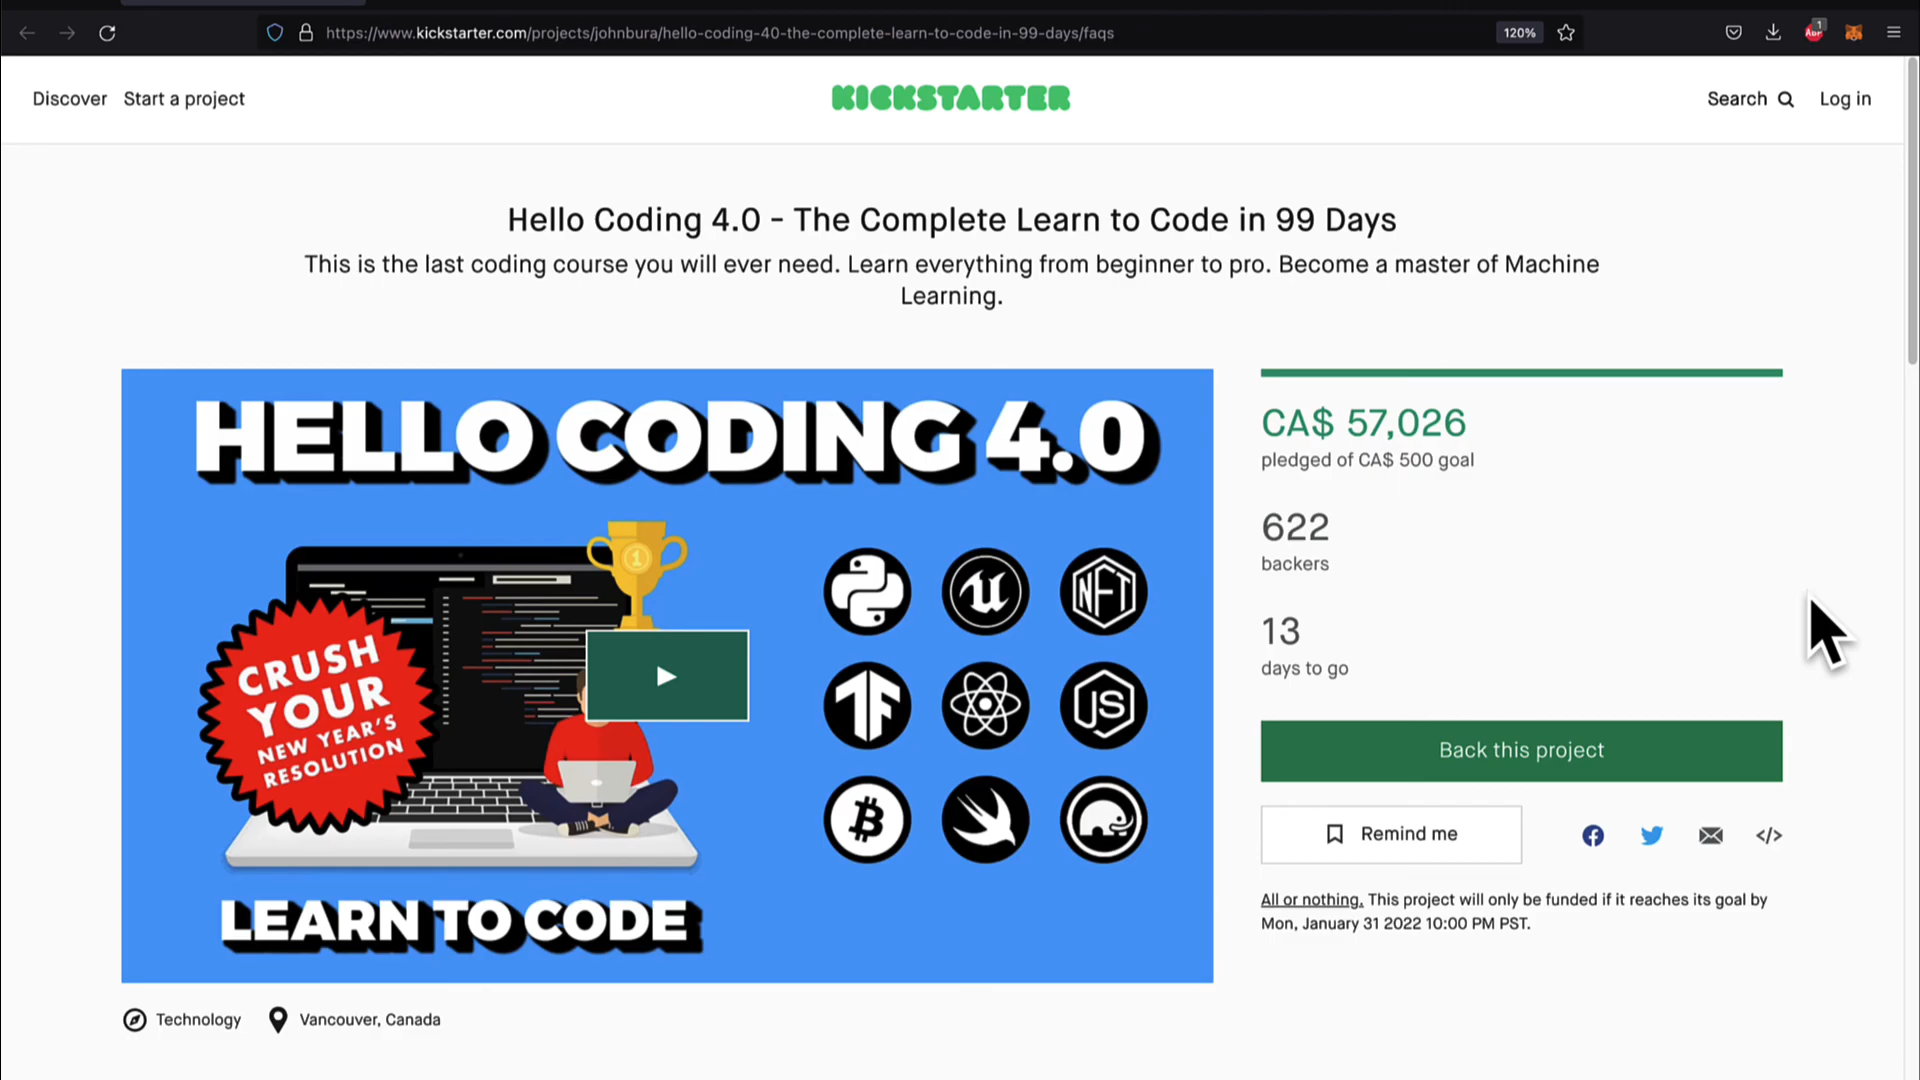 https://www.kickstarter.com/projects/johnbura/hello-coding-40-the-complete-learn-to-code-in-99-days/faqs
120%
1
ABP
Discover
Start a project
KICKSTARTER
Search
Log in
Hello Coding 4.0 - The Complete Learn to Code in 99 Days
This is the last coding course you will ever need. Learn everything from beginner to pro. Become a master of Machine
Learning.
HELLO CODING 4.0
1
CRUSH
YOUR
NEW YEAR'S
RESOLUTION
NFT
JS
LEARN TO CODE
CA$ 57,026
pledged of CA$ 500 goal
622
backers
13
days to go
Back this project
Remind me
</>
All or nothing. This project will only be funded if it reaches its goal by
Mon, January 31 2022 10:00 PM PST.
Technology
Vancouver, Canada